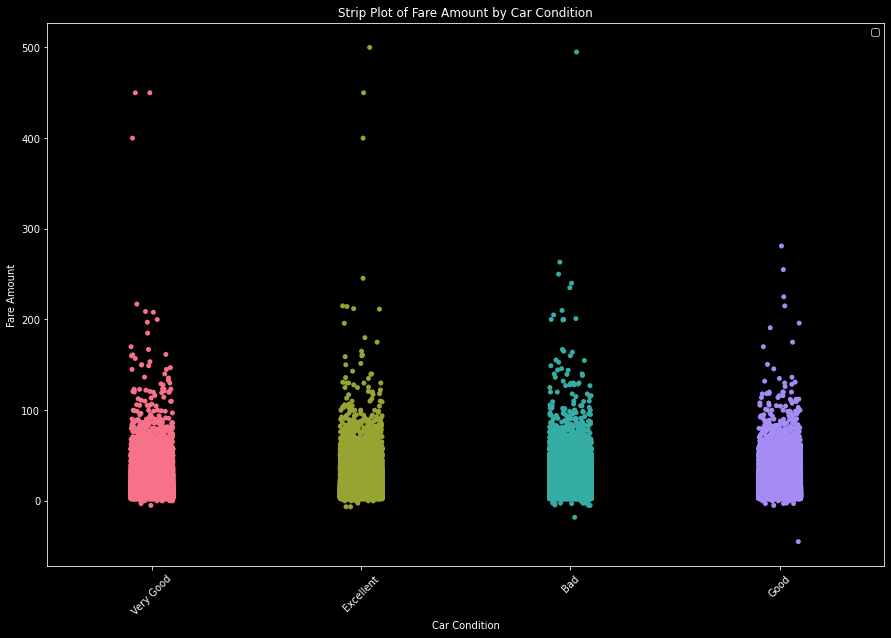 Strip Plot of Fare Amount by Car Condition
500
400
300
200
100
0
Fare Amount
Very Good
Excellent
Bad
Good
Car Condition